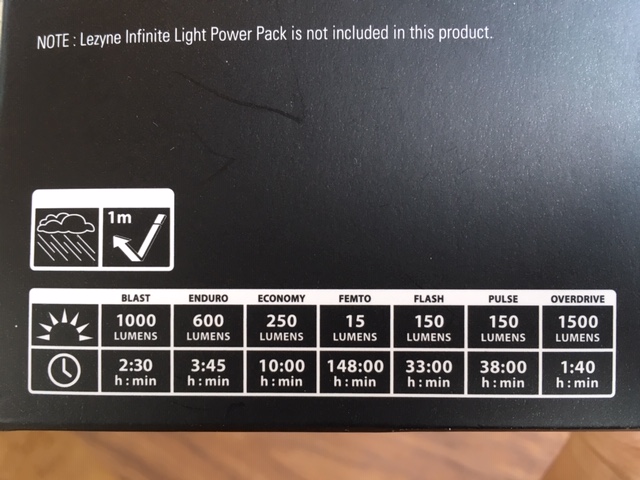 NOTE : Lezyne Infinite Light Power Pack is not included in this product.
1m
BLAST ENDURO ECONOMY FEMTO FLASH PULSE OVERDRIVE
1000 600 250 15 150 150 1500
LUMENS LUMENS LUMENS LUMENS LUMENS LUMENS LUMENS
2:30 3:45 10:00 148:00 33:00 38:00 1:40
h : min h : min h : min h : min h : min h : min h : min